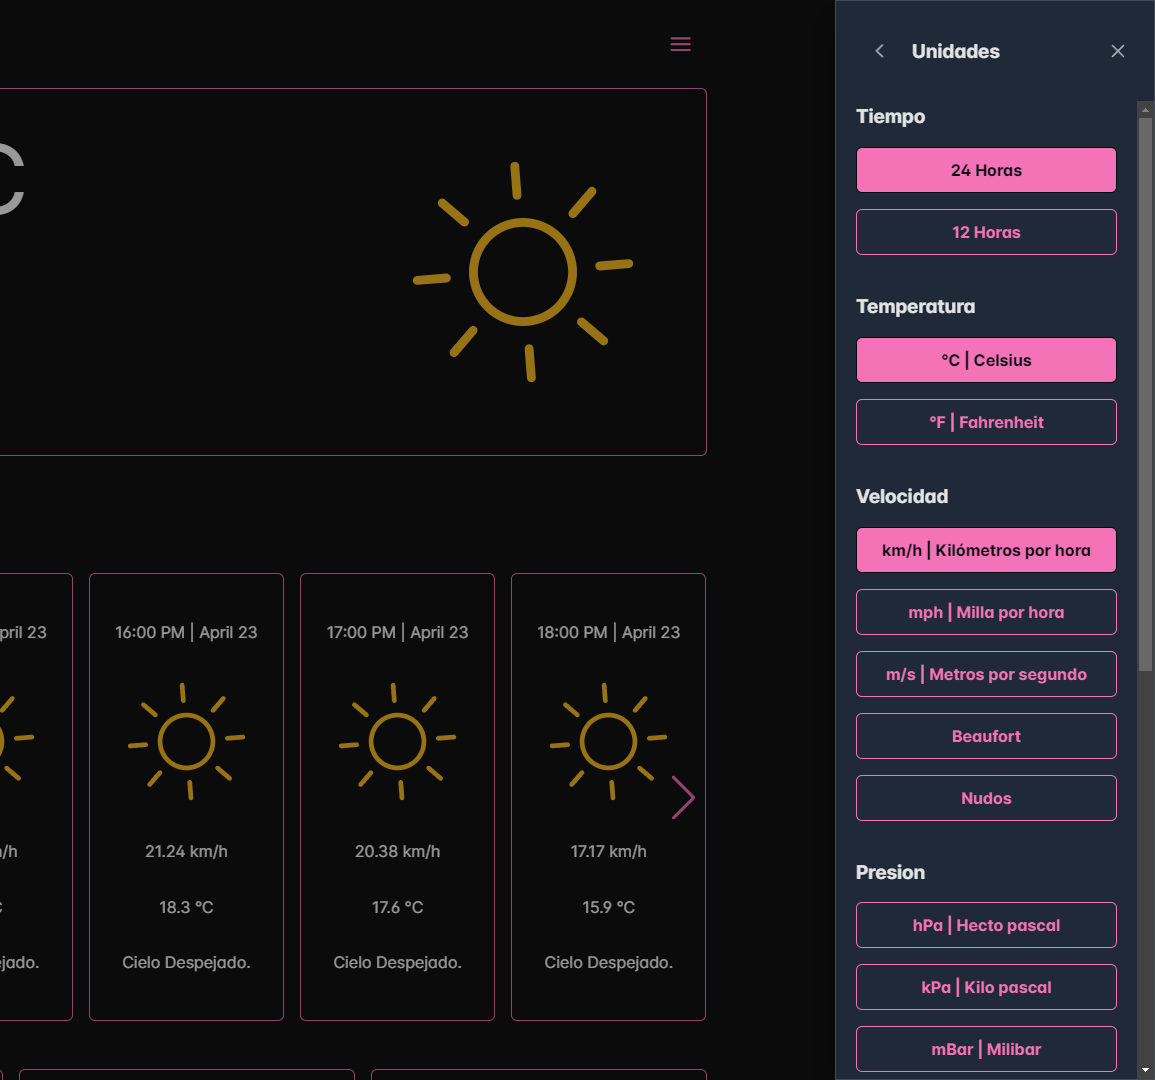 C
pril 23
/h
jado.
16:00 PM | April 23
21.24 km/h
18.3 °C
Cielo Despejado.
17:00 PM | April 23
20.38 km/h
17.6 °C
Cielo Despejado.
18:00 PM | April 23
17.17 km/h
15.9 °C
Cielo Despejado.
Unidades
Tiempo
24 Horas
12 Horas
Temperatura
°C | Celsius
°F | Fahrenheit
Velocidad
km/h | Kilómetros por hora
mph | Milla por hora
m/s | Metros por segundo
Beaufort
Nudos
Presion
hPa | Hecto pascal
kPa | Kilo pascal
mBar | Milibar